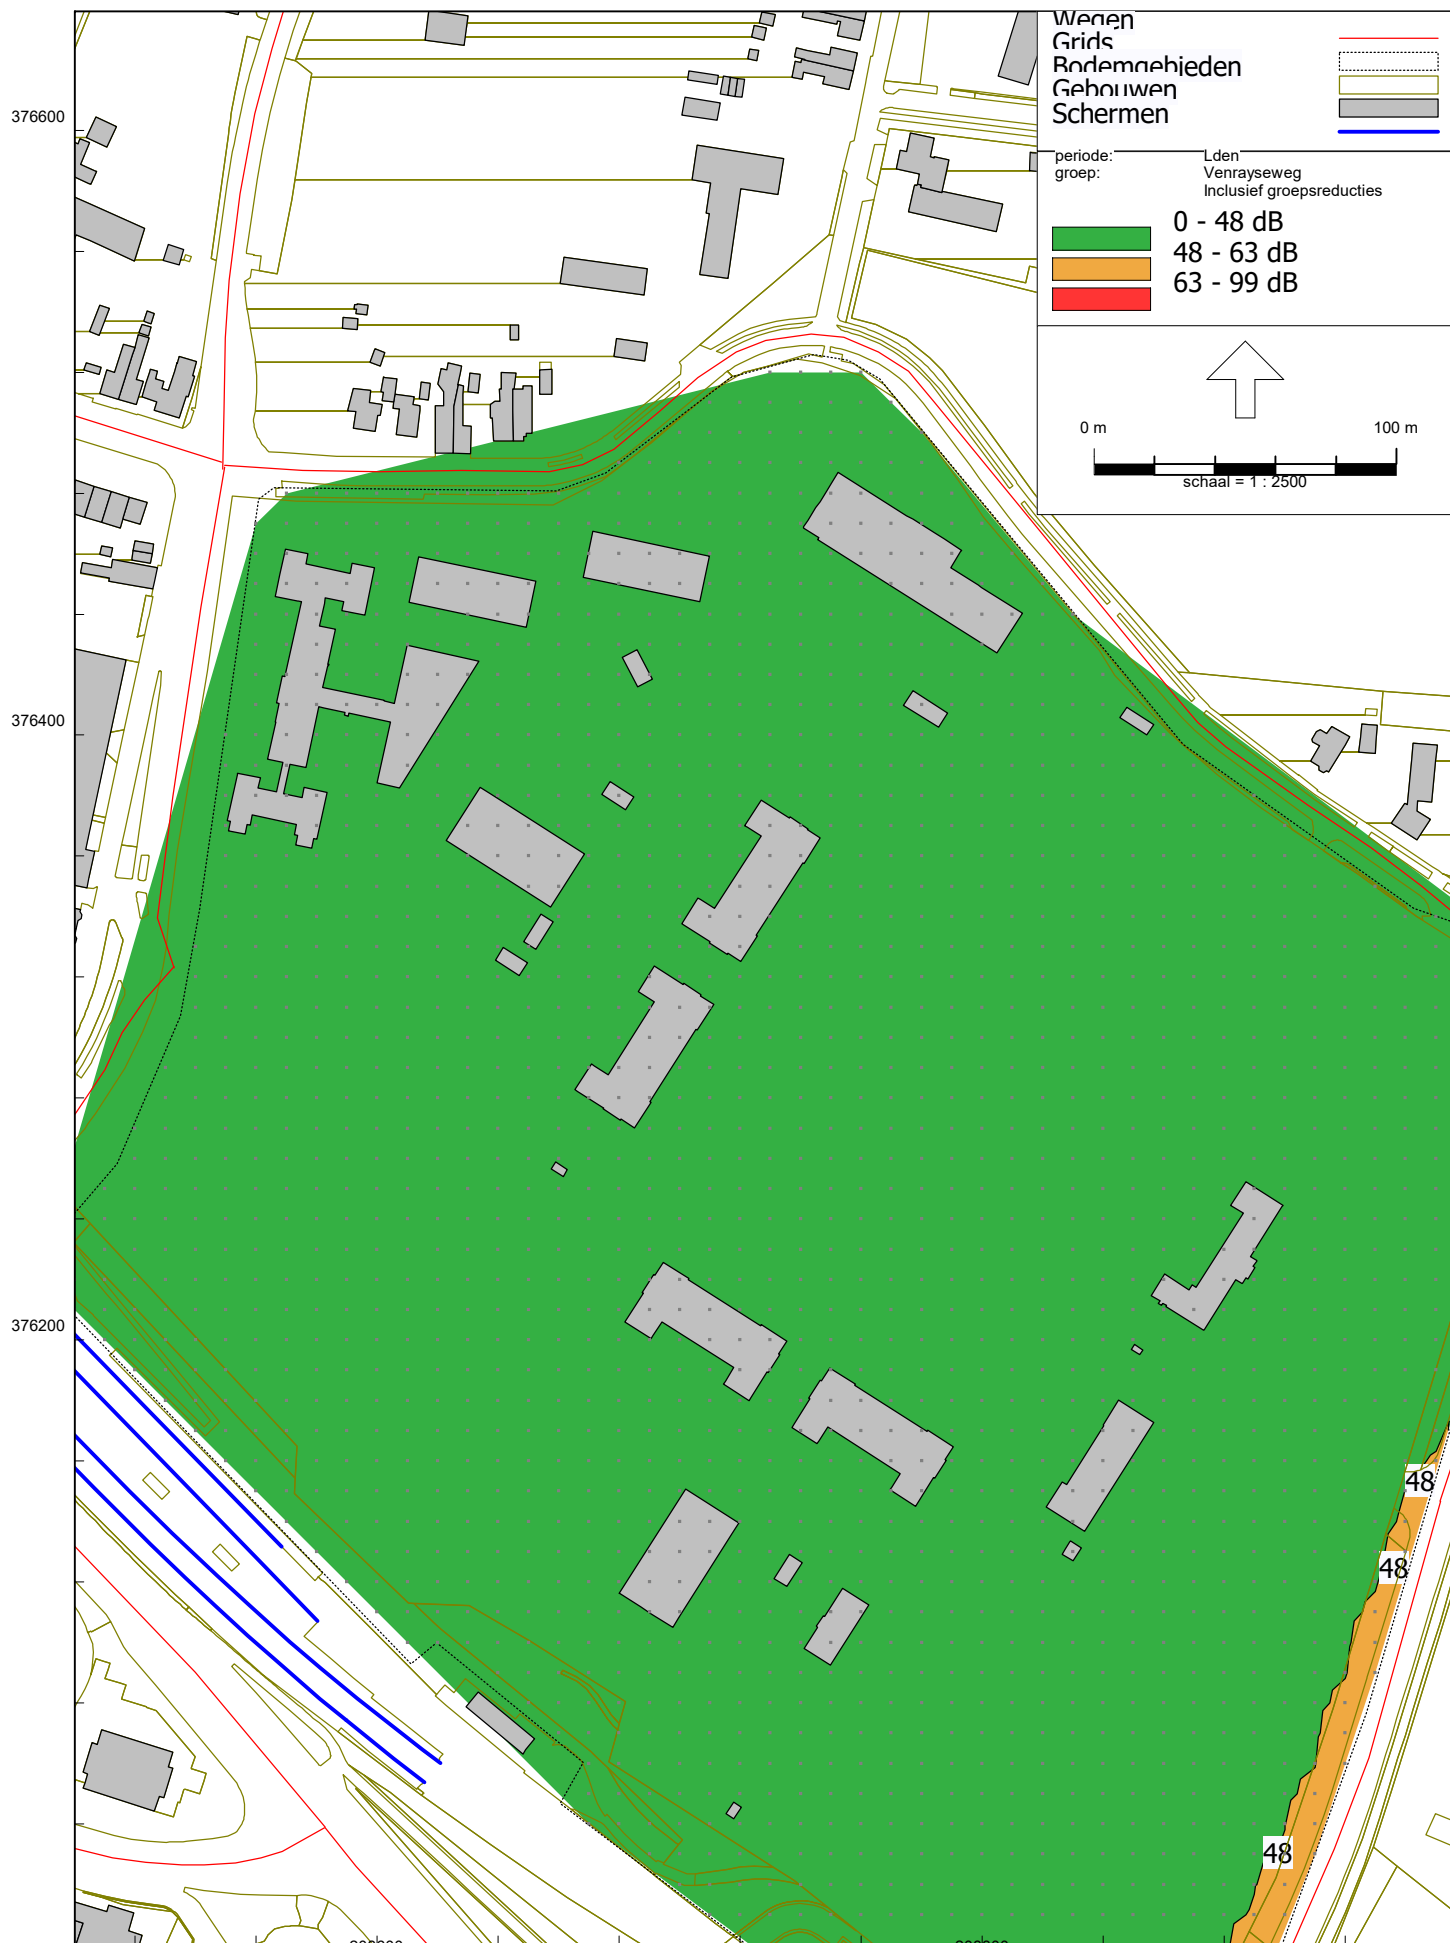 Wegen
Grids
Bodemgebieden
Gebouwen
Schermen
periode: Lden
groep: Venrayseweg
Inclusief groepsreducties
0 - 48 dB
48 - 63 dB
63 - 99 dB
0 m 100 m
schaal = 1 : 2500
376600
376400
376200
48
48
48